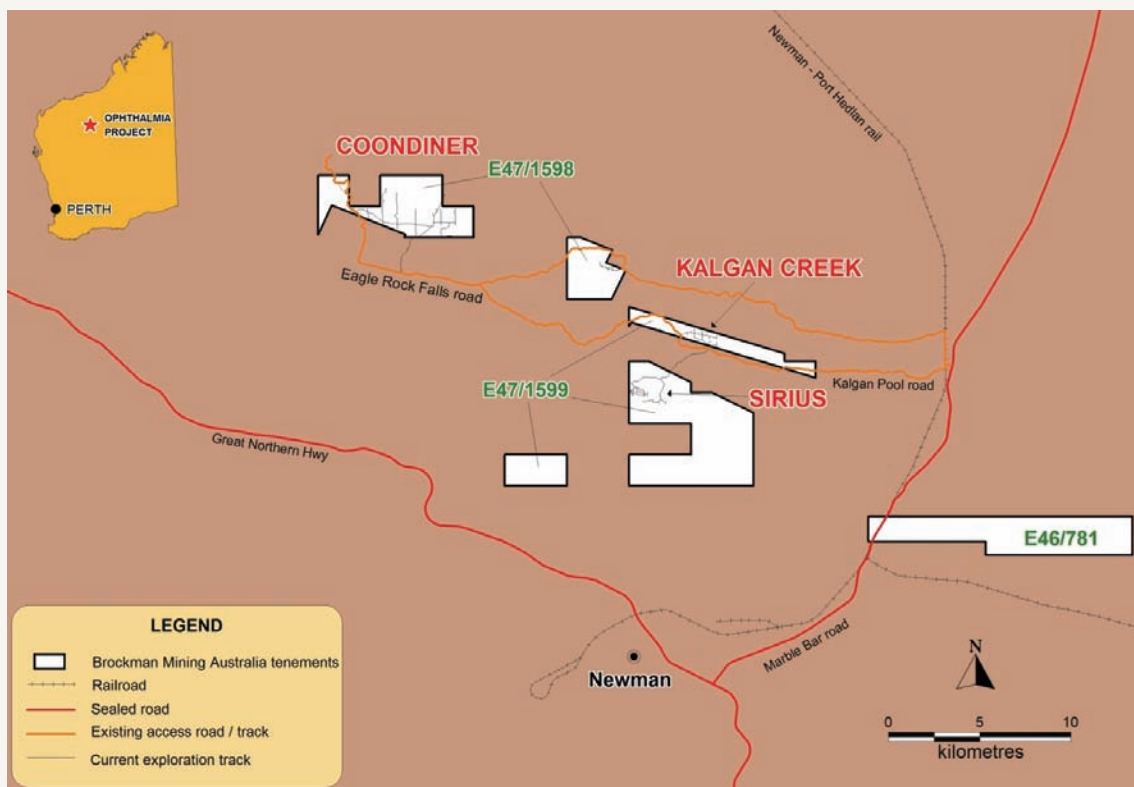 OPHTHALMIA
PROJECT
PERTH
COONDINER
E47/1598
Newman - Port Hedlan rail
KALGAN CREEK
Eagle Rock Falls road
E47/1599
SIRIUS
Kalgan Pool road
Great Northern Hwy
E46/781
Marble Bar road
Newman
LEGEND
Brockman Mining Australia tenements
Railroad
Sealed road
Existing access road / track
Current exploration track
N
0 5 10
kilometres